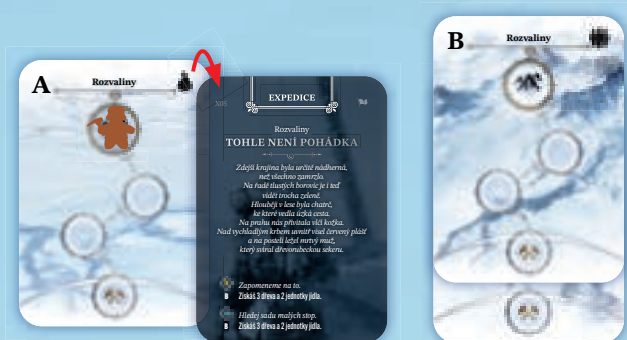 A
Rozvaliny
X05
EXPEDICE
Rozvaliny
TOHLE NENÍ POHÁDKA
Zdejší krajina byla určitě nádherná,
než všechno zamrzlo.
Na řadě tlustých borovic je i teď
vidět trocha zeleně.
Hlouběji v lese byla chatrč,
ke které vedla úzká cesta.
Na prahu nás přivítala vlčí kožka.
Nad vychladlým krbem uvnitř visel červený plášť
a na posteli ležel mrtvý muž,
který svíral dřevorubeckou sekeru.
Zapomeneme na to.
B Získáš 3 dřeva a 2 jednotky jídla.
Hledej sadu malých stop.
B Získáš 3 dřeva a 2 jednotky jídla.
B
Rozvaliny